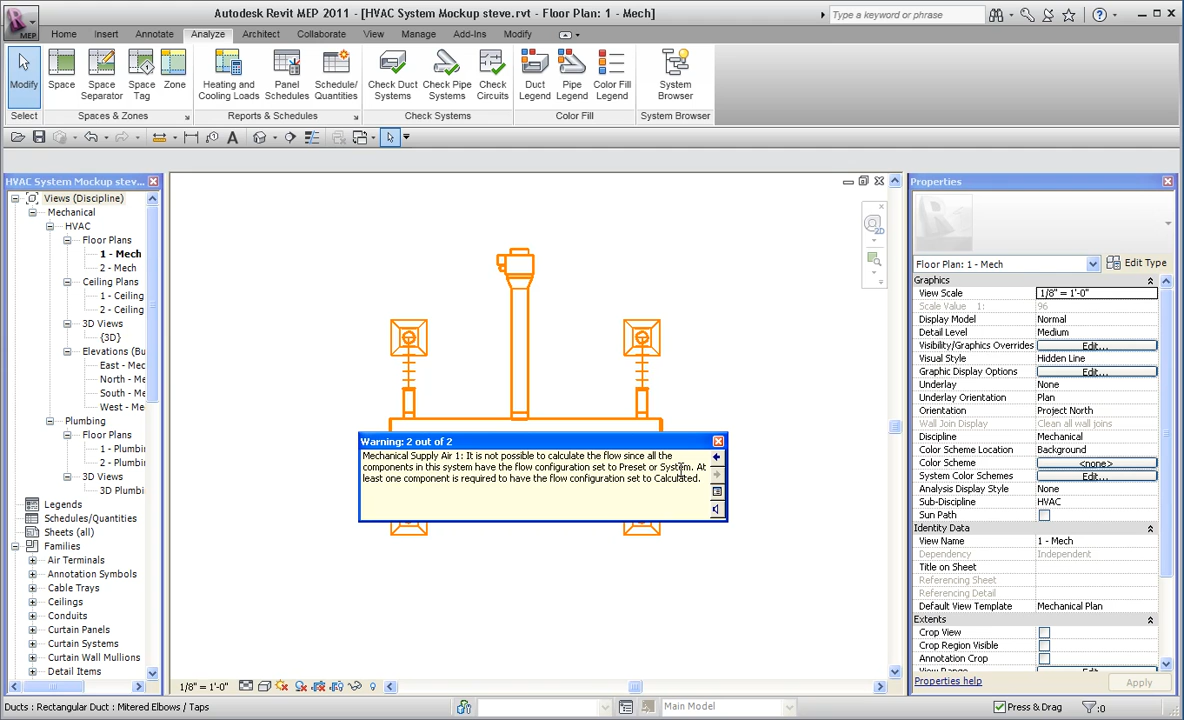 Autodesk Revit MEP 2011 - [HVAC System Mockup steve.rvt - Floor Plan: 1 - Mech]
Type a keyword or phrase
MEP
Home Insert Annotate Analyze Architect Collaborate View Manage Add-Ins Modify
Modify
Space
Space Separator
Space Tag
Zone
Heating and Cooling Loads
Panel Schedules
Schedule/ Quantities
Check Duct Systems
Check Pipe Systems
Check Circuits
Duct Legend
Pipe Legend
Color Fill Legend
System Browser
Select
Spaces & Zones
Reports & Schedules
Check Systems
Color Fill
System Browser
HVAC System Mockup stev...
Views (Discipline)
Mechanical
HVAC
Floor Plans
1 - Mech
2 - Mech
Ceiling Plans
1 - Ceiling
2 - Ceiling
3D Views
{3D}
Elevations (Bu
East - Mec
North - Me
South - Me
West - Me
Plumbing
Floor Plans
1 - Plumbi
2 - Plumbi
3D Views
3D Plumbi
Legends
Schedules/Quantities
Sheets (all)
Families
Air Terminals
Annotation Symbols
Cable Trays
Ceilings
Conduits
Curtain Panels
Curtain Systems
Curtain Wall Mullions
Detail Items
2D
Warning: 2 out of 2
Mechanical Supply Air 1: It is not possible to calculate the flow since all the
components in this system have the flow configuration set to Preset or System. At
least one component is required to have the flow configuration set to Calculated.
Properties
Floor Plan: 1 - Mech
Edit Type
Graphics
View Scale 1/8" = 1'-0"
Scale Value 1: 96
Display Model Normal
Detail Level Medium
Visibility/Graphics Overrides Edit...
Visual Style Hidden Line
Graphic Display Options Edit...
Underlay None
Underlay Orientation Plan
Orientation Project North
Wall Join Display Clean all wall joins
Discipline Mechanical
Color Scheme Location Background
Color Scheme <none>
System Color Schemes Edit...
Analysis Display Style None
Sub-Discipline HVAC
Sun Path
Identity Data
View Name 1 - Mech
Dependency Independent
Title on Sheet
Referencing Sheet
Referencing Detail
Default View Template Mechanical Plan
Extents
Crop View
Crop Region Visible
Annotation Crop
View Range Edit...
Properties help
Apply
1/8" = 1'-0"
Ducts : Rectangular Duct : Mitered Elbows / Taps
Main Model
Press & Drag
:0